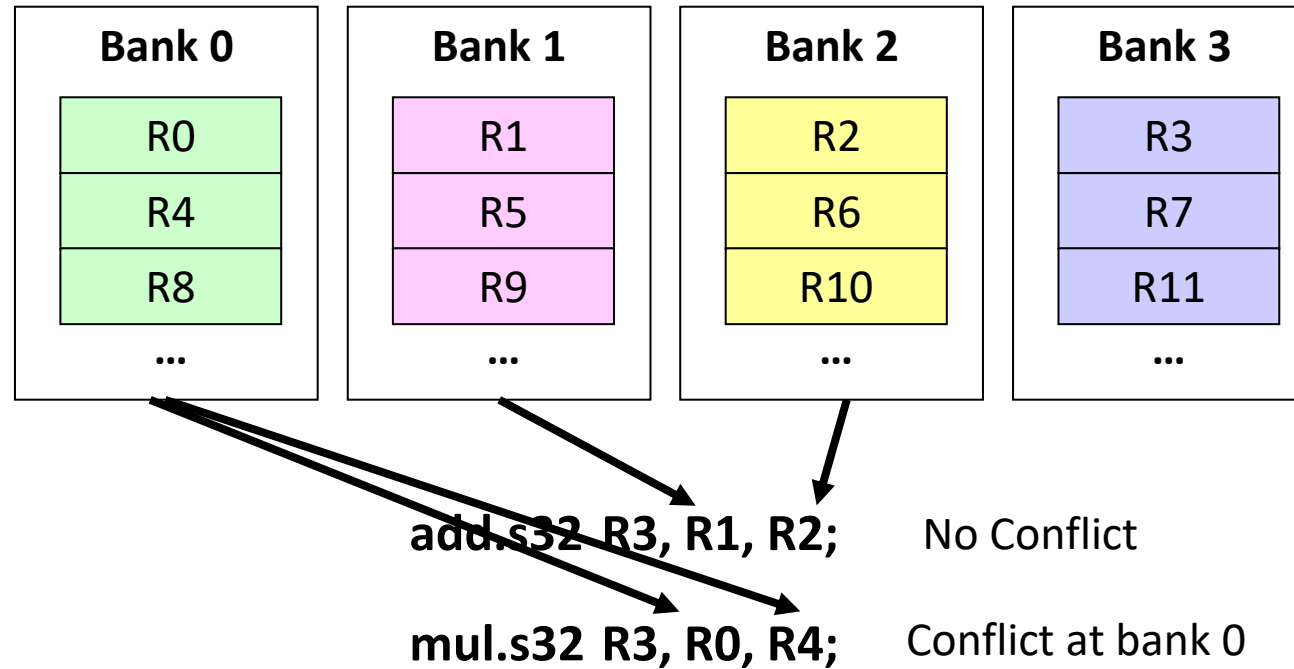 Bank 0 Bank 1 Bank 2 Bank 3
R0 R1 R2 R3
R4 R5 R6 R7
R8 R9 R10 R11
... ... ... ...
add.s32 R3, R1, R2; No Conflict
mul.s32 R3, R0, R4; Conflict at bank 0